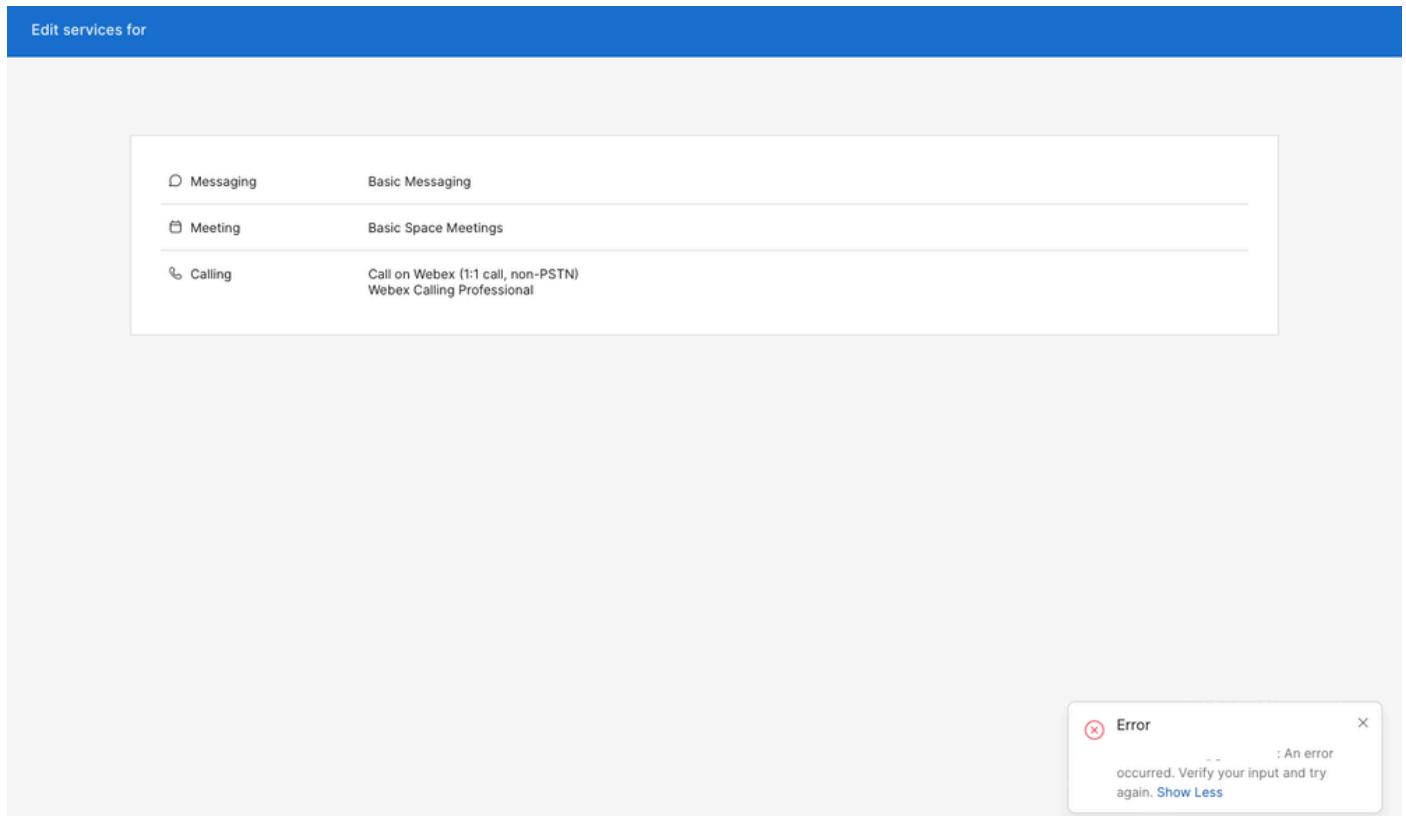 Edit services for
Messaging Basic Messaging
Meeting Basic Space Meetings
Calling Call on Webex (1:1 call, non-PSTN)
Webex Calling Professional
Error
: An error
occurred. Verify your input and try
again. Show Less